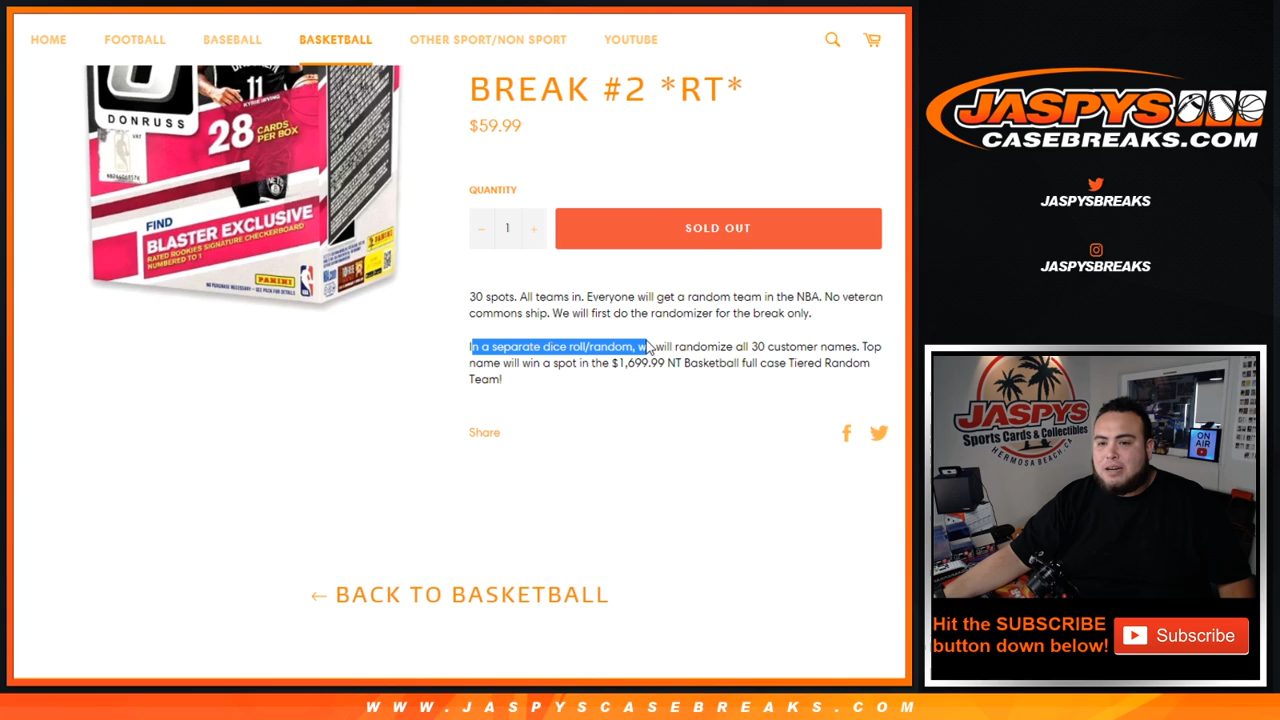 HOME FOOTBALL BASEBALL BASKETBALL OTHER SPORT/NON SPORT YOUTUBE
11
DONRUSS
28 CARDS PER BOX
FIND
BLASTER EXCLUSIVE
RATED ROOKIES SIGNATURE CHECKERBOARD
NUMBERED TO 1
PANINI
BREAK #2 *RT*
$59.99
QUANTITY
− 1 +
SOLD OUT
30 spots. All teams in. Everyone will get a random team in the NBA. No veteran
commons ship. We will first do the randomizer for the break only.
In a separate dice roll/random, we will randomize all 30 customer names. Top
name will win a spot in the $1,699.99 NT Basketball full case Tiered Random
Team!
Share
← BACK TO BASKETBALL
JASPYS
CASEBREAKS.COM
JASPYSBREAKS
JASPYSBREAKS
JASPYS
Sports Cards & Collectibles
HERMOSA BEACH, CA
ON AIR
Hit the SUBSCRIBE
button down below!
Subscribe
WWW.JASPYSCASEBREAKS.COM